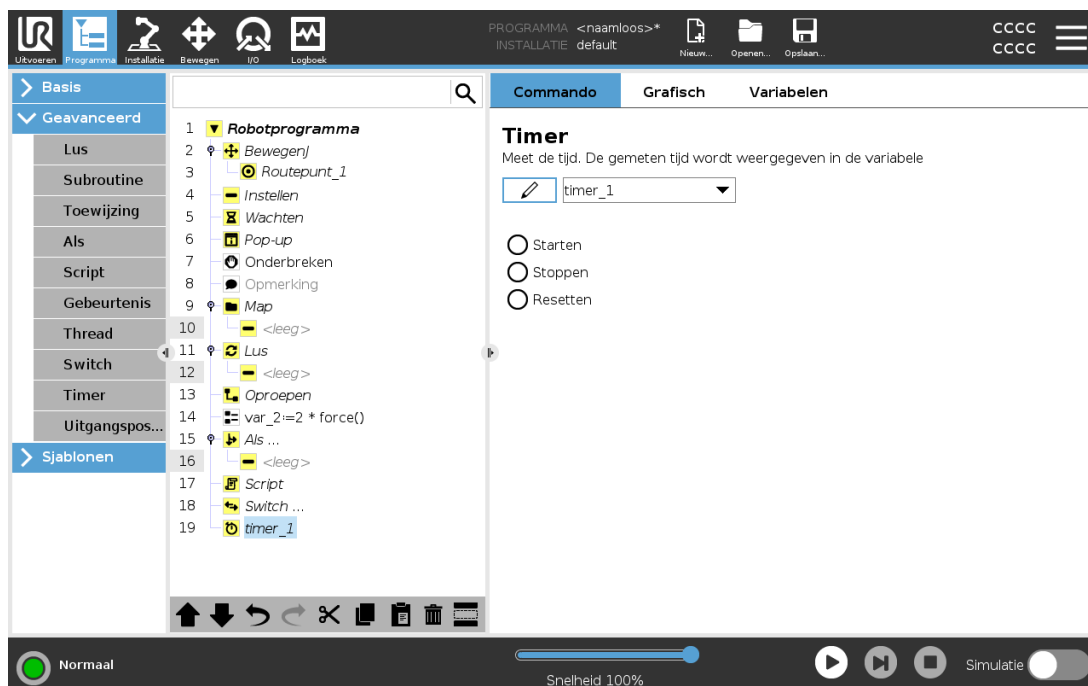 Uitvoeren
Programma
Installatie
Bewegen
I/O
Logboek
PROGRAMMA <naamloos>*
INSTALLATIE default
Nieuw...
Openen...
Opslaan...
CCCC
CCCC
Basis
Geavanceerd
Lus
Subroutine
Toewijzing
Als
Script
Gebeurtenis
Thread
Switch
Timer
Uitgangspos...
Sjablonen
1 Robotprogramma
2 BewegenJ
3 Routepunt_1
4 Instellen
5 Wachten
6 Pop-up
7 Onderbreken
8 Opmerking
9 Map
10 <leeg>
11 Lus
12 <leeg>
13 Oproepen
14 var_2:=2 * force()
15 Als ...
16 <leeg>
17 Script
18 Switch ...
19 timer_1
Commando
Grafisch
Variabelen
Timer
Meet de tijd. De gemeten tijd wordt weergegeven in de variabele
timer_1
Starten
Stoppen
Resetten
Normaal
Snelheid 100%
Simulatie